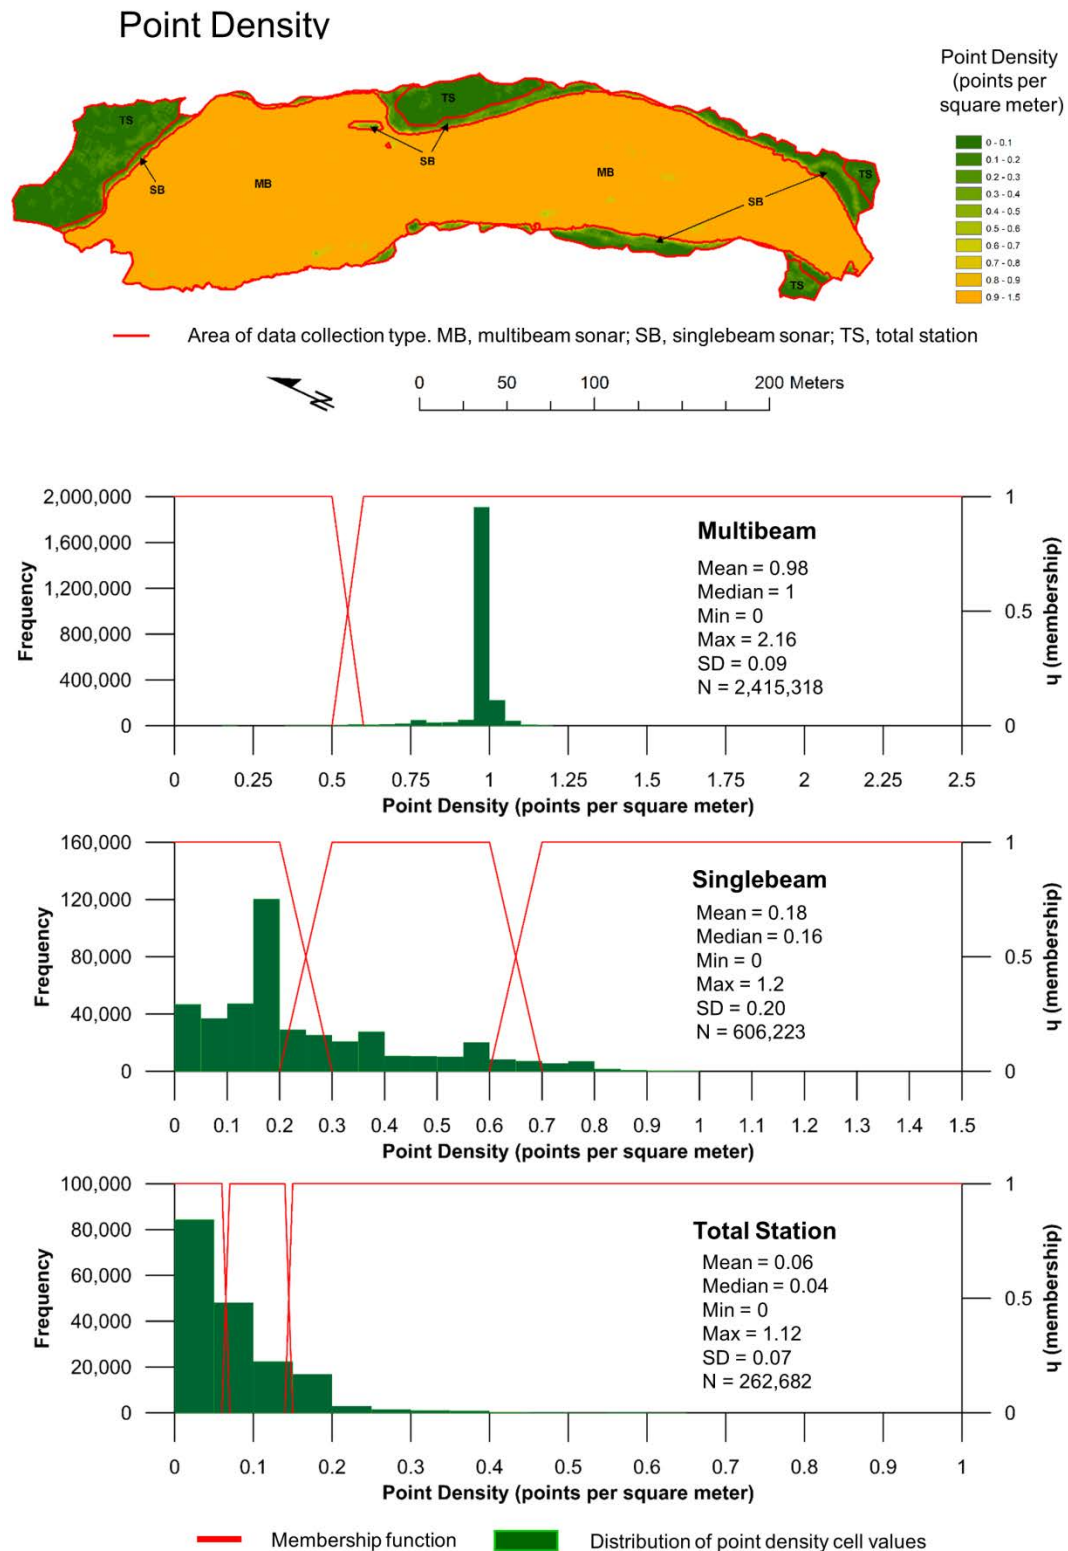 Point Density
Point Density
(points per
square meter)
0 - 0.1
0.1 - 0.2
0.2 - 0.3
0.3 - 0.4
0.4 - 0.5
0.5 - 0.6
0.6 - 0.7
0.7 - 0.8
0.8 - 0.9
0.9 - 1.5
TS
TS
SB
SB
MB
MB
TS
SB
TS
Area of data collection type. MB, multibeam sonar; SB, singlebeam sonar; TS, total station
N
0 50 100 200 Meters
2,000,000
1,600,000
1,200,000
800,000
400,000
0
Frequency
Multibeam
Mean = 0.98
Median = 1
Min = 0
Max = 2.16
SD = 0.09
N = 2,415,318
1
0.5
0
η (membership)
0 0.25 0.5 0.75 1 1.25 1.5 1.75 2 2.25 2.5
Point Density (points per square meter)
160,000
120,000
80,000
40,000
0
Frequency
Singlebeam
Mean = 0.18
Median = 0.16
Min = 0
Max = 1.2
SD = 0.20
N = 606,223
1
0.5
0
η (membership)
0 0.1 0.2 0.3 0.4 0.5 0.6 0.7 0.8 0.9 1 1.1 1.2 1.3 1.4 1.5
Point Density (points per square meter)
100,000
80,000
60,000
40,000
20,000
0
Frequency
Total Station
Mean = 0.06
Median = 0.04
Min = 0
Max = 1.12
SD = 0.07
N = 262,682
1
0.5
0
η (membership)
0 0.1 0.2 0.3 0.4 0.5 0.6 0.7 0.8 0.9 1
Point Density (points per square meter)
Membership function
Distribution of point density cell values